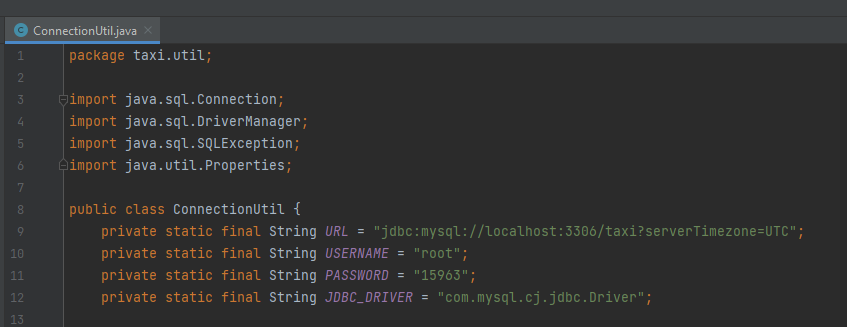 ConnectionUtil.java
1 package taxi.util;
2
3 import java.sql.Connection;
4 import java.sql.DriverManager;
5 import java.sql.SQLException;
6 import java.util.Properties;
7
8 public class ConnectionUtil {
9 private static final String URL = "jdbc:mysql://localhost:3306/taxi?serverTimezone=UTC";
10 private static final String USERNAME = "root";
11 private static final String PASSWORD = "15963";
12 private static final String JDBC_DRIVER = "com.mysql.cj.jdbc.Driver";
13